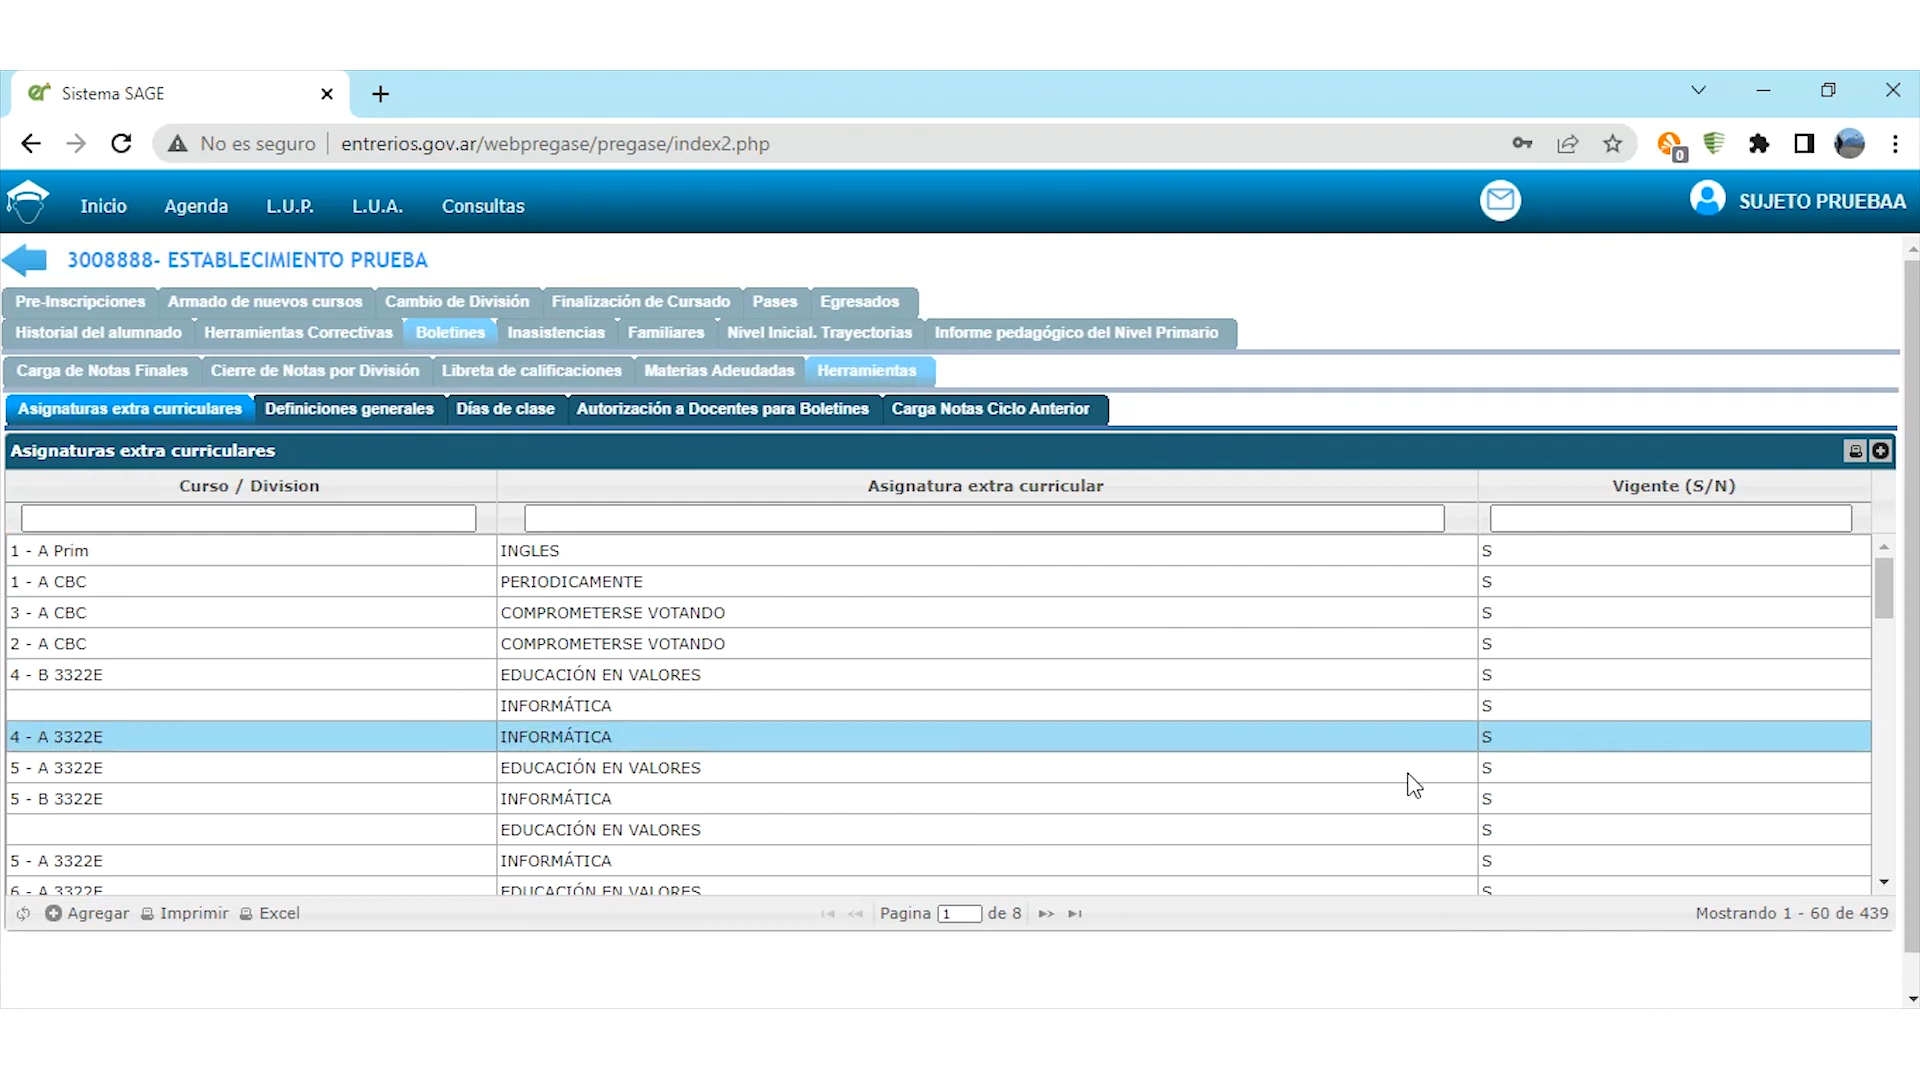 Sistema SAGE
No es seguro | entrerios.gov.ar/webpregase/pregase/index2.php
0
Inicio Agenda L.U.P. L.U.A. Consultas SUJETO PRUEBAA
3008888- ESTABLECIMIENTO PRUEBA
Pre-Inscripciones Armado de nuevos cursos Cambio de División Finalización de Cursado Pases Egresados
Historial del alumnado Herramientas Correctivas Boletines Inasistencias Familiares Nivel Inicial. Trayectorias Informe pedagógico del Nivel Primario
Carga de Notas Finales Cierre de Notas por División Libreta de calificaciones Materias Adeudadas Herramientas
Asignaturas extra curriculares Definiciones generales Días de clase Autorización a Docentes para Boletines Carga Notas Ciclo Anterior
Asignaturas extra curriculares
Curso / Division Asignatura extra curricular Vigente (S/N)
1 - A Prim INGLES S
1 - A CBC PERIODICAMENTE S
3 - A CBC COMPROMETERSE VOTANDO S
2 - A CBC COMPROMETERSE VOTANDO S
4 - B 3322E EDUCACIÓN EN VALORES S
INFORMÁTICA S
4 - A 3322E INFORMÁTICA S
5 - A 3322E EDUCACIÓN EN VALORES S
5 - B 3322E INFORMÁTICA S
EDUCACIÓN EN VALORES S
5 - A 3322E INFORMÁTICA S
6 - A 3322E EDUCACIÓN EN VALORES S
Agregar Imprimir Excel Pagina 1 de 8 Mostrando 1 - 60 de 439